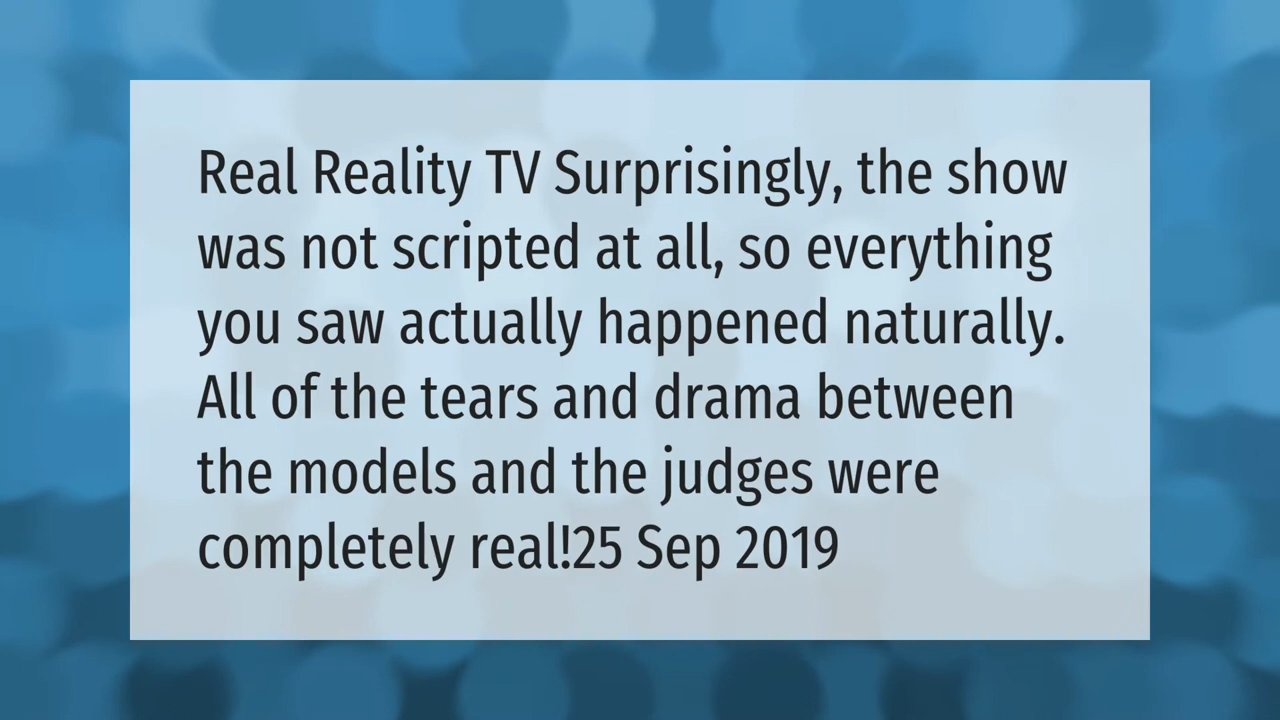 Real Reality TV Surprisingly, the show
was not scripted at all, so everything
you saw actually happened naturally.
All of the tears and drama between
the models and the judges were
completely real!25 Sep 2019